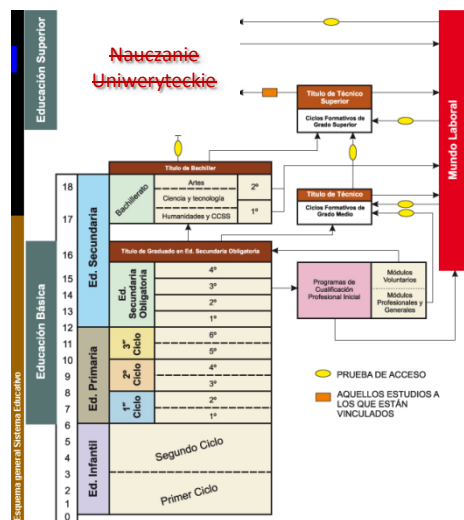 Nauczanie
Uniweryteckie
Educación Superior
Título de Técnico
Superior
Ciclos Formativos de
Grado Superior
Mundo Laboral
Título de Bachiller
18
Bachillerato
Artes
2º
Ciencia y tecnología
Título de Técnico
17
1º
Humanidades y CCSS
Ciclos Formativos de
Grado Medio
Ed. Secundaria
16
Título de Graduado en Ed. Secundaria Obligatoria
Educación Básica
15
14
13
12
Ed.
Secundaria
Obligatoria
4º
3º
2º
1º
Programas de
Cualificación
Profesional Inicial
Módulos
Voluntarios
Módulos
Profesionales y
Generales
Ed. Primaria
11
10
9
8
7
6
3er
Ciclo
6º
5º
2º
Ciclo
4º
3º
1er
Ciclo
2º
1º
PRUEBA DE ACCESO
AQUELLOS ESTUDIOS A
LOS QUE ESTÁN
VINCULADOS
Ed. Infantil
5
4
3
2
1
0
Segundo Ciclo
Primer Ciclo
Esquema general Sistema Educativo